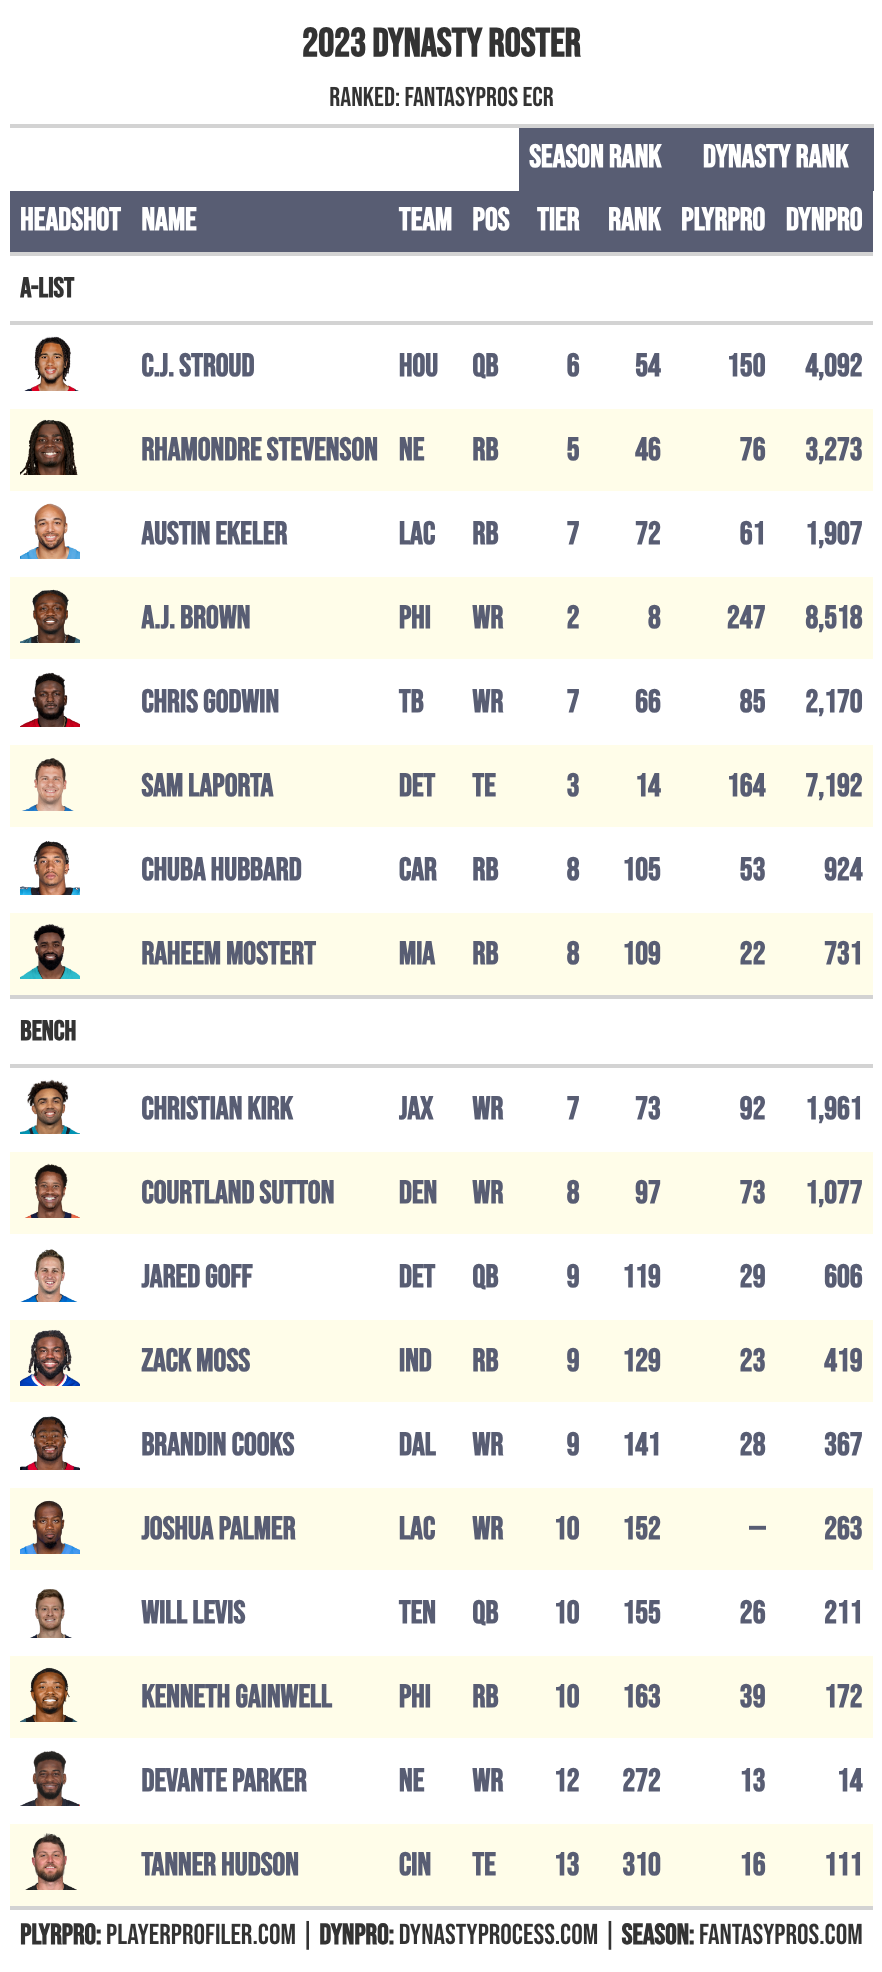 2023 DYNASTY ROSTER
RANKED: FANTASYPROS ECR
SEASON RANK DYNASTY RANK
HEADSHOT NAME TEAM POS TIER RANK PLYRPRO DYNPRO
A-LIST
C.J. STROUD HOU QB 6 54 150 4,092
RHAMONDRE STEVENSON NE RB 5 46 76 3,273
AUSTIN EKELER LAC RB 7 72 61 1,907
A.J. BROWN PHI WR 2 8 247 8,518
CHRIS GODWIN TB WR 7 66 85 2,170
SAM LAPORTA DET TE 3 14 164 7,192
CHUBA HUBBARD CAR RB 8 105 53 924
RAHEEM MOSTERT MIA RB 8 109 22 731
BENCH
CHRISTIAN KIRK JAX WR 7 73 92 1,961
COURTLAND SUTTON DEN WR 8 97 73 1,077
JARED GOFF DET QB 9 119 29 606
ZACK MOSS IND RB 9 129 23 419
BRANDIN COOKS DAL WR 9 141 28 367
JOSHUA PALMER LAC WR 10 152 — 263
WILL LEVIS TEN QB 10 155 26 211
KENNETH GAINWELL PHI RB 10 163 39 172
DEVANTE PARKER NE WR 12 272 13 14
TANNER HUDSON CIN TE 13 310 16 111
PLYRPRO: PLAYERPROFILER.COM | DYNPRO: DYNASTYPROCESS.COM | SEASON: FANTASYPROS.COM